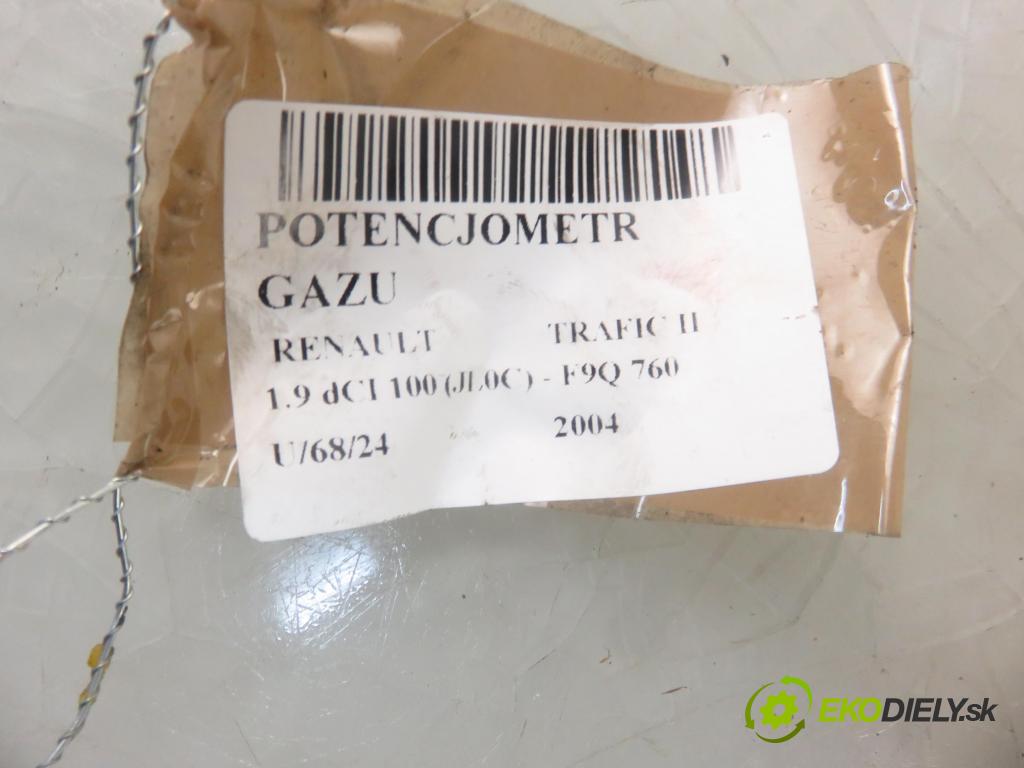 POTENCJOMETR
GAZU
RENAULT TRAFIC II
1.9 dCI 100 (JL0C) - F9Q 760
U/68/24 2004
EKODIELY.sk